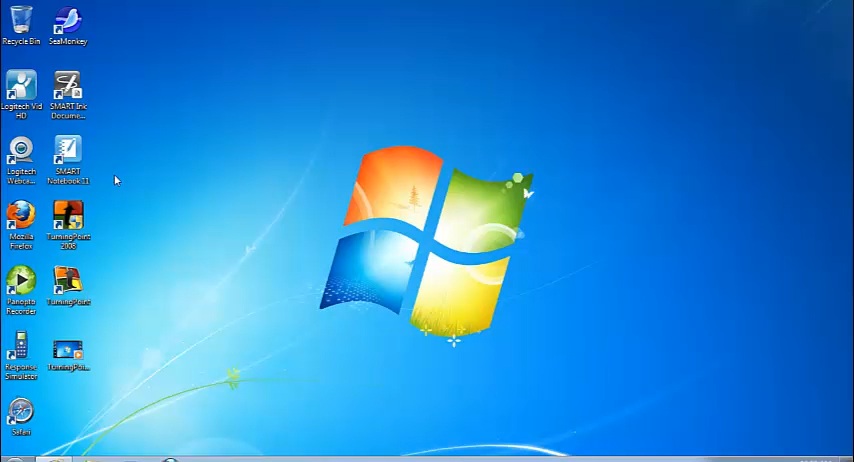 Recycle Bin
SeaMonkey
Logitech Vid
HD
SMART Ink
Docume...
Logitech
Webca...
SMART
Notebook 11
Mozilla
Firefox
TurningPoint
2008
Panopto
Recorder
TurningPoint
Response
Simulator
TurningPoi...
Safari